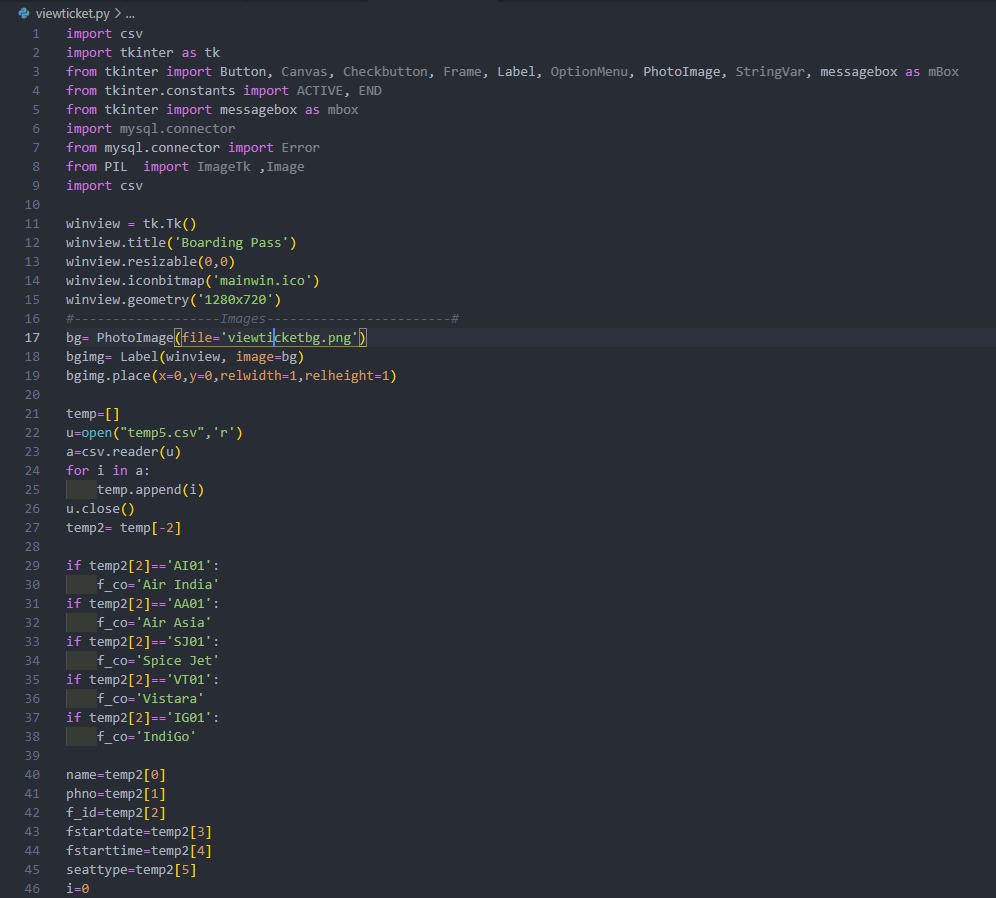 viewticket.py > ...
1 import csv
2 import tkinter as tk
3 from tkinter import Button, Canvas, Checkbutton, Frame, Label, OptionMenu, PhotoImage, StringVar, messagebox as mBox
4 from tkinter.constants import ACTIVE, END
5 from tkinter import messagebox as mbox
6 import mysql.connector
7 from mysql.connector import Error
8 from PIL  import ImageTk ,Image
9 import csv
10
11 winview = tk.Tk()
12 winview.title('Boarding Pass')
13 winview.resizable(0,0)
14 winview.iconbitmap('mainwin.ico')
15 winview.geometry('1280x720')
16 #-------------------Images------------------------#
17 bg= PhotoImage(file='viewticketbg.png')
18 bgimg= Label(winview, image=bg)
19 bgimg.place(x=0,y=0,relwidth=1,relheight=1)
20
21 temp=[]
22 u=open("temp5.csv",'r')
23 a=csv.reader(u)
24 for i in a:
25     temp.append(i)
26 u.close()
27 temp2= temp[-2]
28
29 if temp2[2]=='AI01':
30     f_co='Air India'
31 if temp2[2]=='AA01':
32     f_co='Air Asia'
33 if temp2[2]=='SJ01':
34     f_co='Spice Jet'
35 if temp2[2]=='VT01':
36     f_co='Vistara'
37 if temp2[2]=='IG01':
38     f_co='IndiGo'
39
40 name=temp2[0]
41 phno=temp2[1]
42 f_id=temp2[2]
43 fstartdate=temp2[3]
44 fstarttime=temp2[4]
45 seattype=temp2[5]
46 i=0